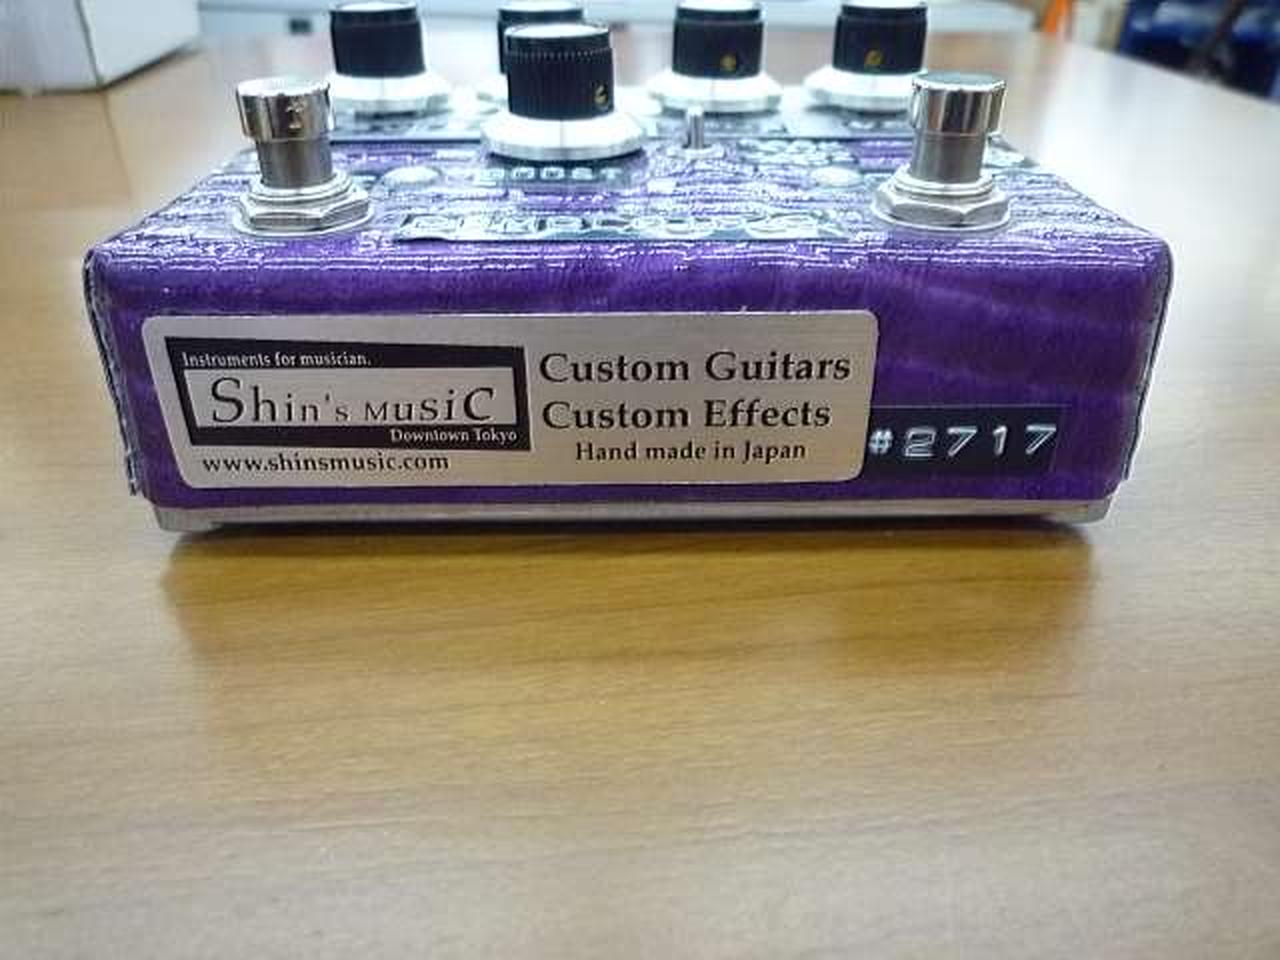 BOOST
Instruments for musician.
Shin's Music
Downtown Tokyo
www.shinsmusic.com
Custom Guitars
Custom Effects
Hand made in Japan
#2717